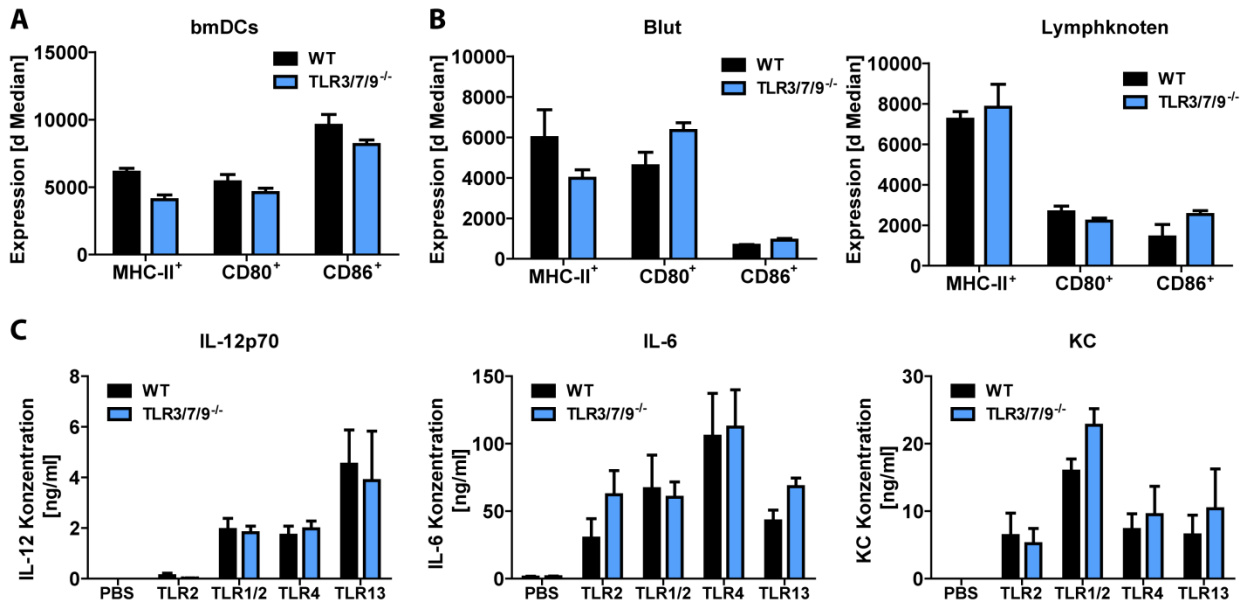 A
bmDCs
Expression [d Median]
15000
10000
5000
0
WT
TLR3/7/9-/-
MHC-II+
CD80+
CD86+
B
Blut
Expression [d Median]
10000
8000
6000
4000
2000
0
WT
TLR3/7/9-/-
MHC-II+
CD80+
CD86+
Lymphknoten
Expression [d Median]
10000
8000
6000
4000
2000
0
WT
TLR3/7/9-/-
MHC-II+
CD80+
CD86+
C
IL-12p70
IL-12 Konzentration
[ng/ml]
8
6
4
2
0
WT
TLR3/7/9-/-
PBS
TLR2
TLR1/2
TLR4
TLR13
IL-6
IL-6 Konzentration
[ng/ml]
150
100
50
0
WT
TLR3/7/9-/-
PBS
TLR2
TLR1/2
TLR4
TLR13
KC
KC Konzentration
[ng/ml]
30
20
10
0
WT
TLR3/7/9-/-
PBS
TLR2
TLR1/2
TLR4
TLR13